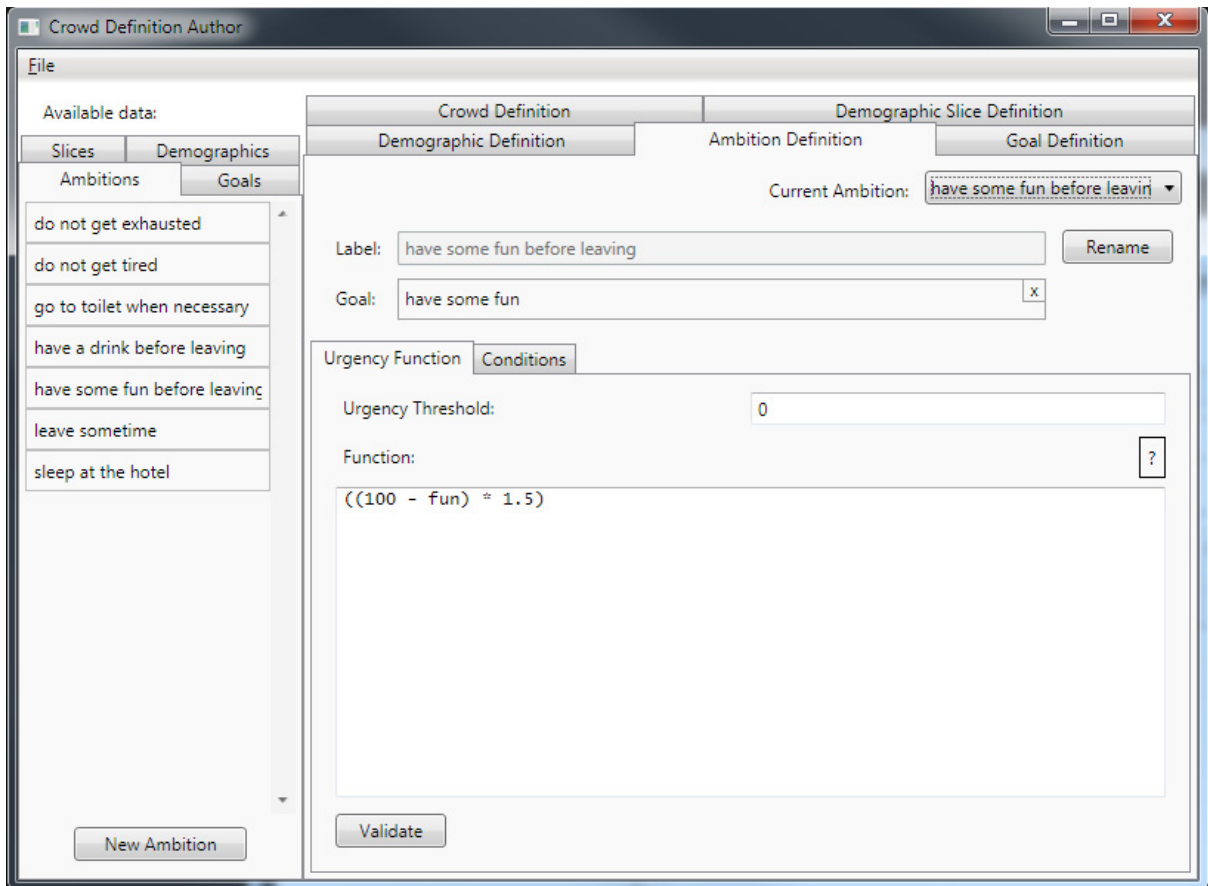 Crowd Definition Author
File
Available data:
Slices Demographics
Ambitions Goals
do not get exhausted
do not get tired
go to toilet when necessary
have a drink before leaving
have some fun before leaving
leave sometime
sleep at the hotel
New Ambition
Crowd Definition Demographic Slice Definition
Demographic Definition Ambition Definition Goal Definition
Current Ambition: have some fun before leavin
Label: have some fun before leaving Rename
Goal: have some fun x
Urgency Function Conditions
Urgency Threshold: 0
Function: ?
((100 - fun) * 1.5)
Validate